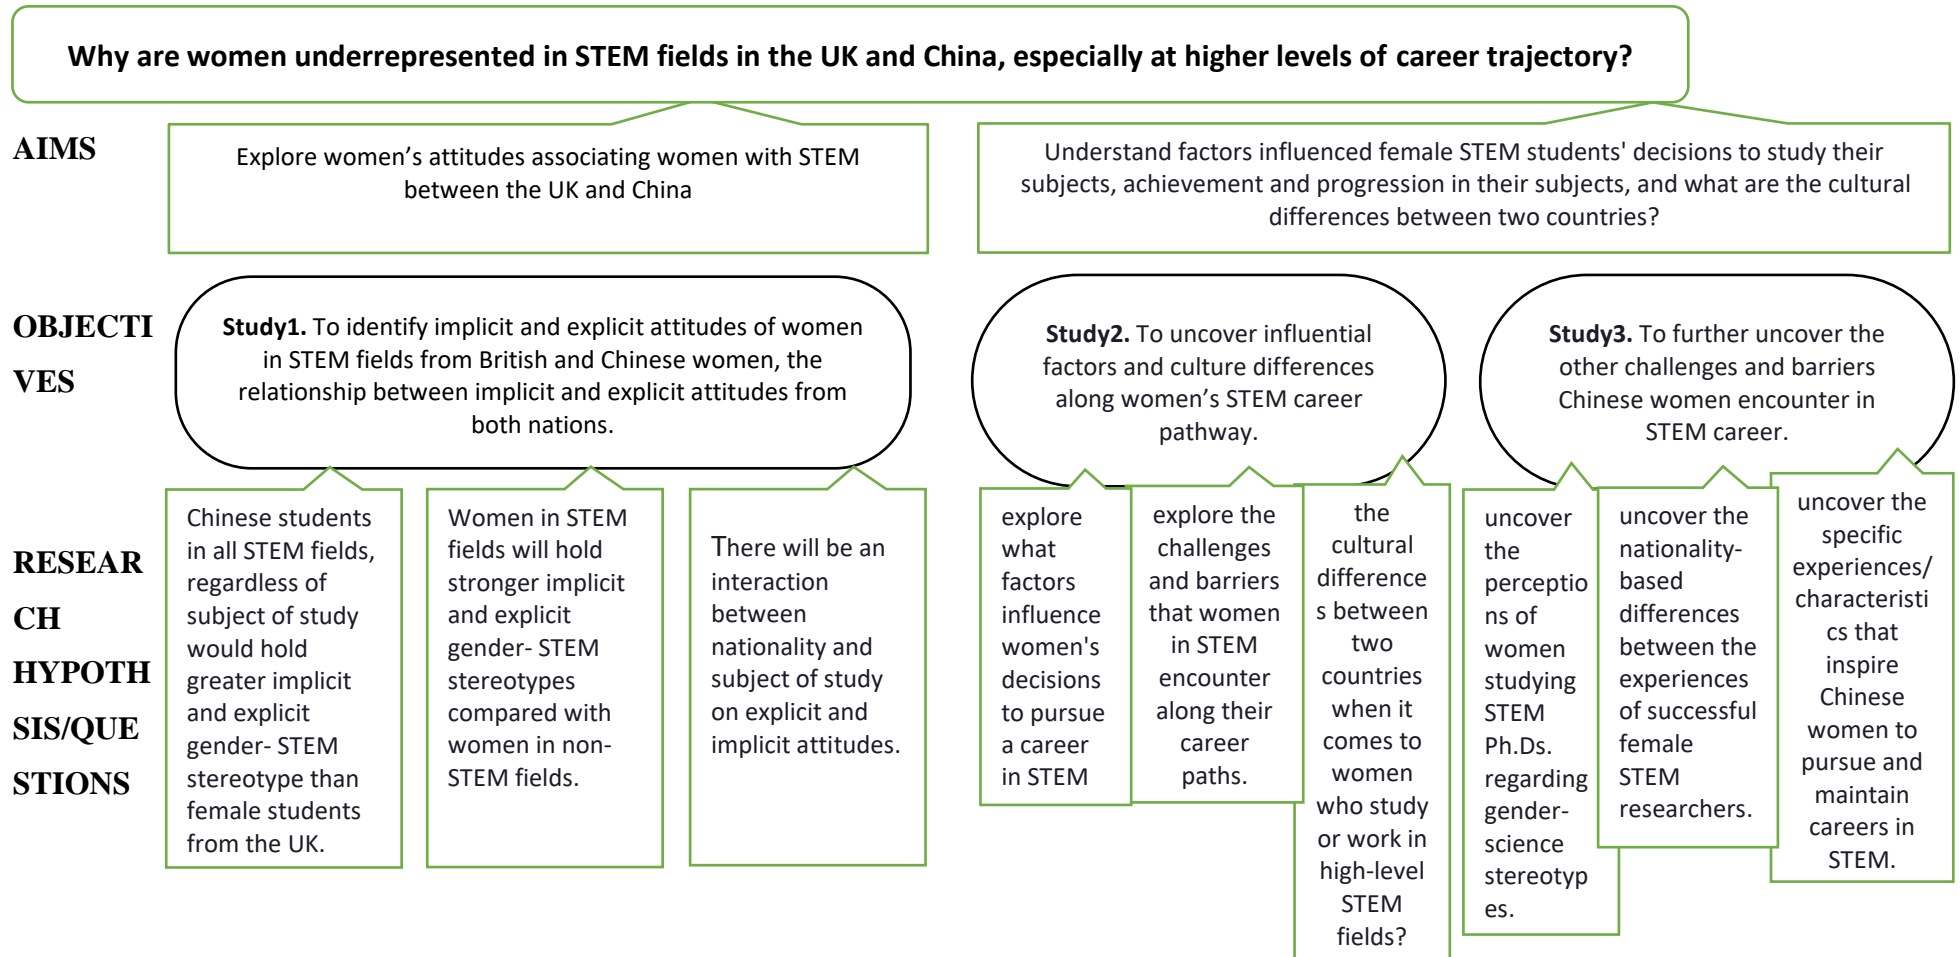 Why are women underrepresented in STEM fields in the UK and China, especially at higher levels of career trajectory?
AIMS
Explore women’s attitudes associating women with STEM
between the UK and China
Understand factors influenced female STEM students' decisions to study their
subjects, achievement and progression in their subjects, and what are the cultural
differences between two countries?
OBJECTI
VES
Study1. To identify implicit and explicit attitudes of women
in STEM fields from British and Chinese women, the
relationship between implicit and explicit attitudes from
both nations.
Study2. To uncover influential
factors and culture differences
along women’s STEM career
pathway.
Study3. To further uncover the
other challenges and barriers
Chinese women encounter in
STEM career.
RESEAR
CH
HYPOTH
SIS/QUE
STIONS
Chinese students
in all STEM fields,
regardless of
subject of study
would hold
greater implicit
and explicit
gender- STEM
stereotype than
female students
from the UK.
Women in STEM
fields will hold
stronger implicit
and explicit
gender- STEM
stereotypes
compared with
women in non-
STEM fields.
There will be an
interaction
between
nationality and
subject of study
on explicit and
implicit attitudes.
explore
what
factors
influence
women's
decisions
to pursue
a career
in STEM
explore the
challenges
and barriers
that women
in STEM
encounter
along their
career
paths.
the
cultural
difference
s between
two
countries
when it
comes to
women
who study
or work in
high-level
STEM
fields?
uncover
the
perceptio
ns of
women
studying
STEM
Ph.Ds.
regarding
gender-
science
stereotyp
es.
uncover the
nationality-
based
differences
between the
experiences
of successful
female
STEM
researchers.
uncover the
specific
experiences/
characteristi
cs that
inspire
Chinese
women to
pursue and
maintain
careers in
STEM.